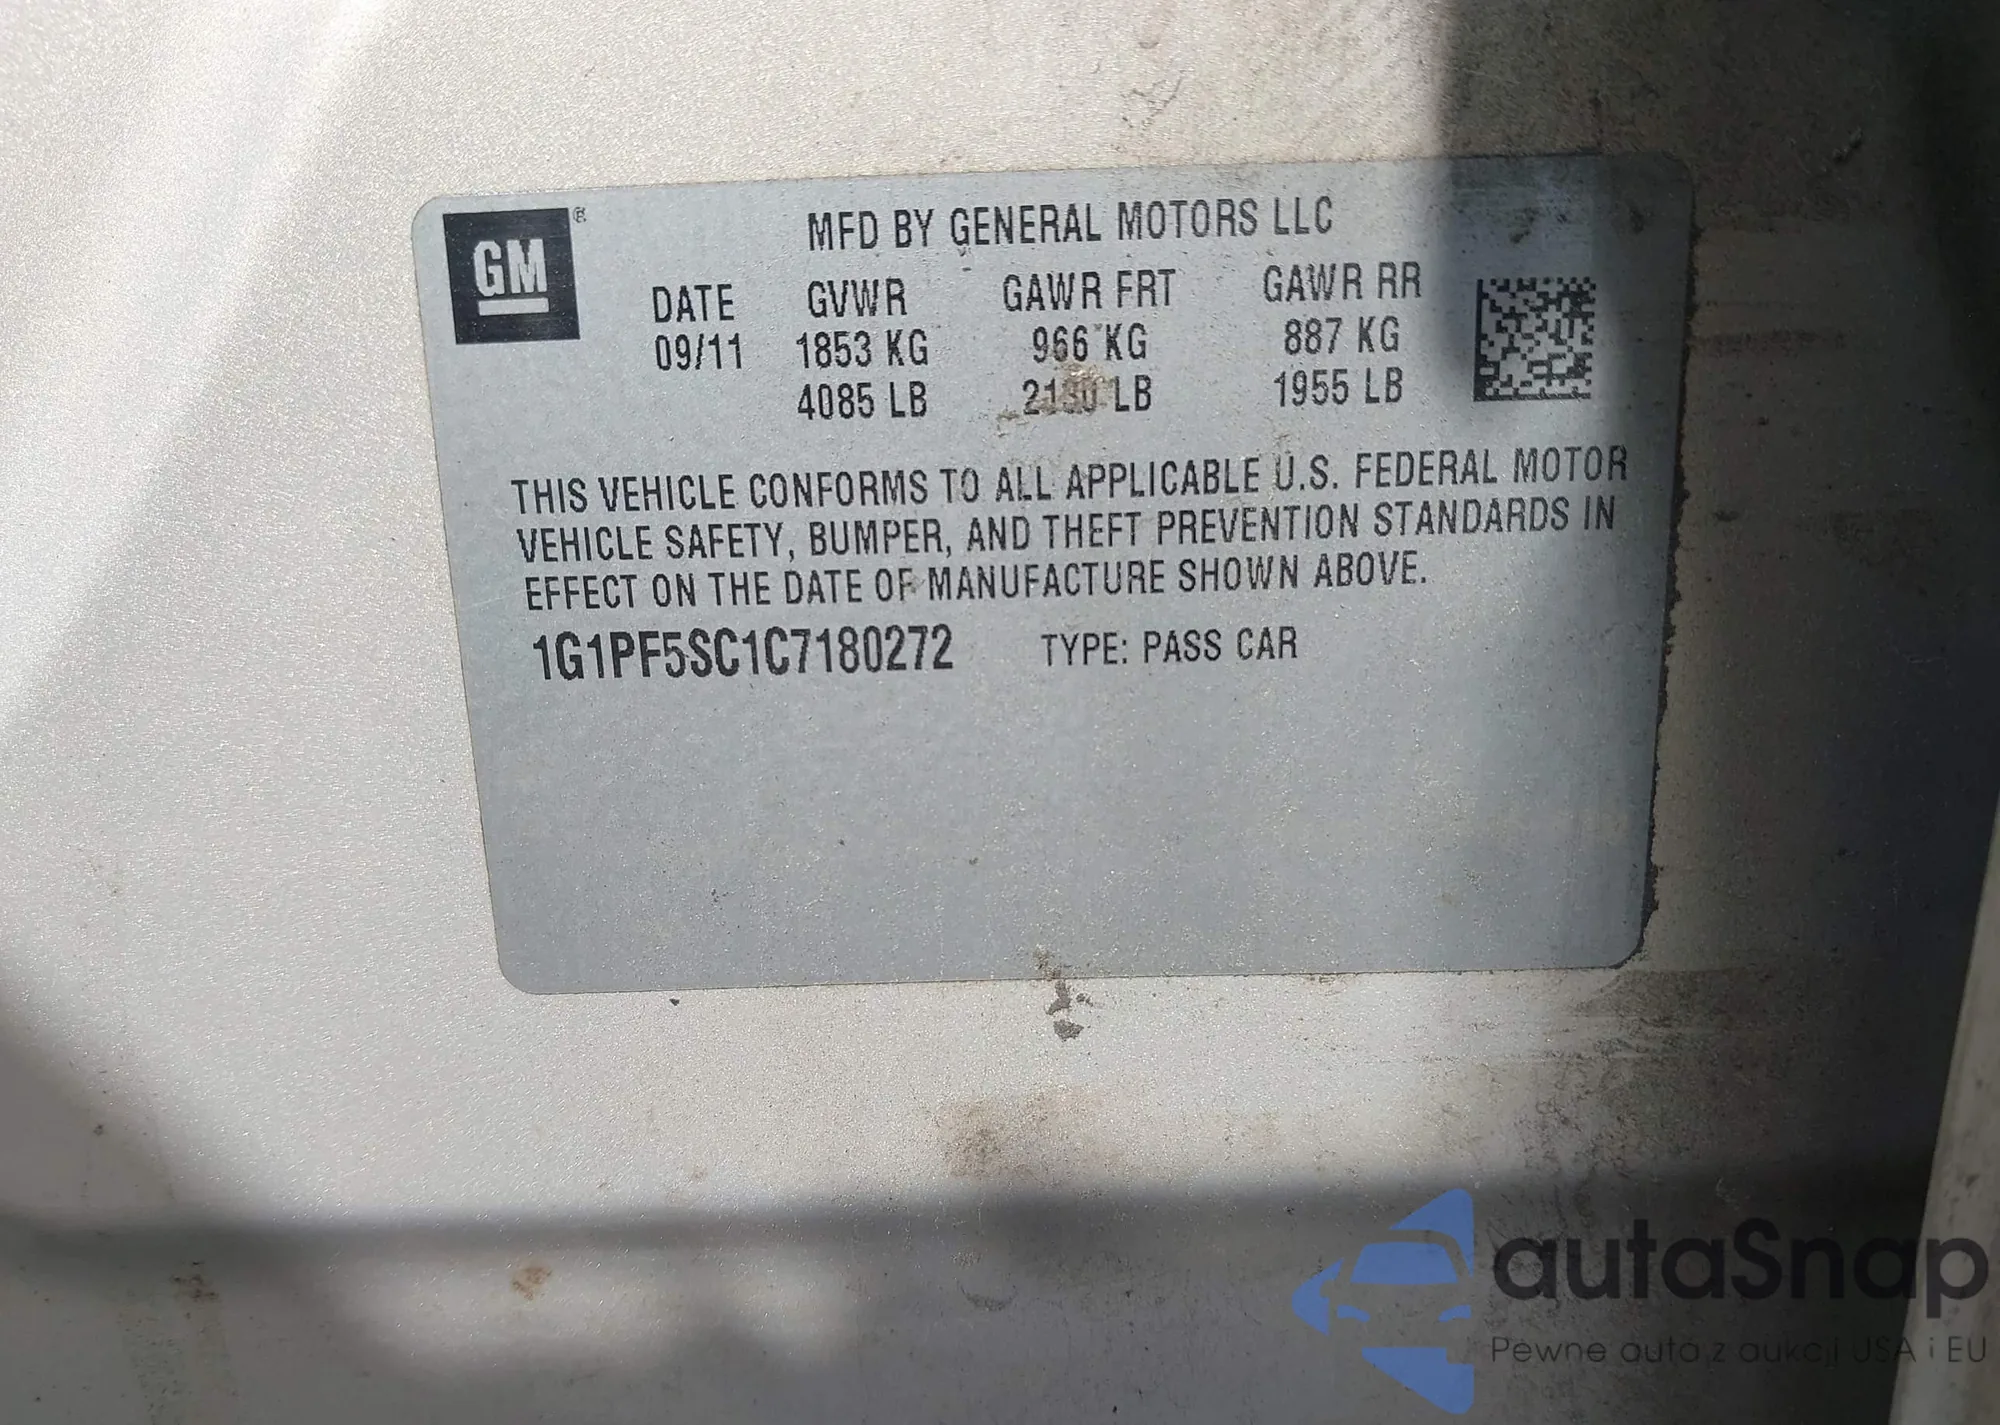 GM ®
MFD BY GENERAL MOTORS LLC
DATE GVWR GAWR FRT GAWR RR
09/11 1853 KG 966 KG 887 KG
4085 LB 2130 LB 1955 LB
THIS VEHICLE CONFORMS TO ALL APPLICABLE U.S. FEDERAL MOTOR
VEHICLE SAFETY, BUMPER, AND THEFT PREVENTION STANDARDS IN
EFFECT ON THE DATE OF MANUFACTURE SHOWN ABOVE.
1G1PF5SC1C7180272 TYPE: PASS CAR
autaSnap
Pewne auta z aukcji USA i EU